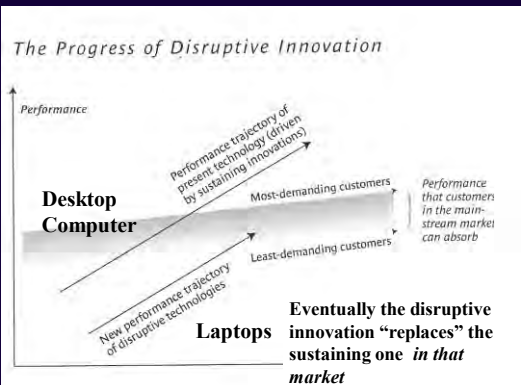 The Progress of Disruptive Innovation
Performance
Performance trajectory of
present technology (driven
by sustaining innovations)
Desktop
Computer
Most-demanding customers
Performance
that customers
in the main-
stream market
can absorb
Least-demanding customers
New performance trajectory
of disruptive technologies
Laptops
Eventually the disruptive
innovation “replaces” the
sustaining one in that
market